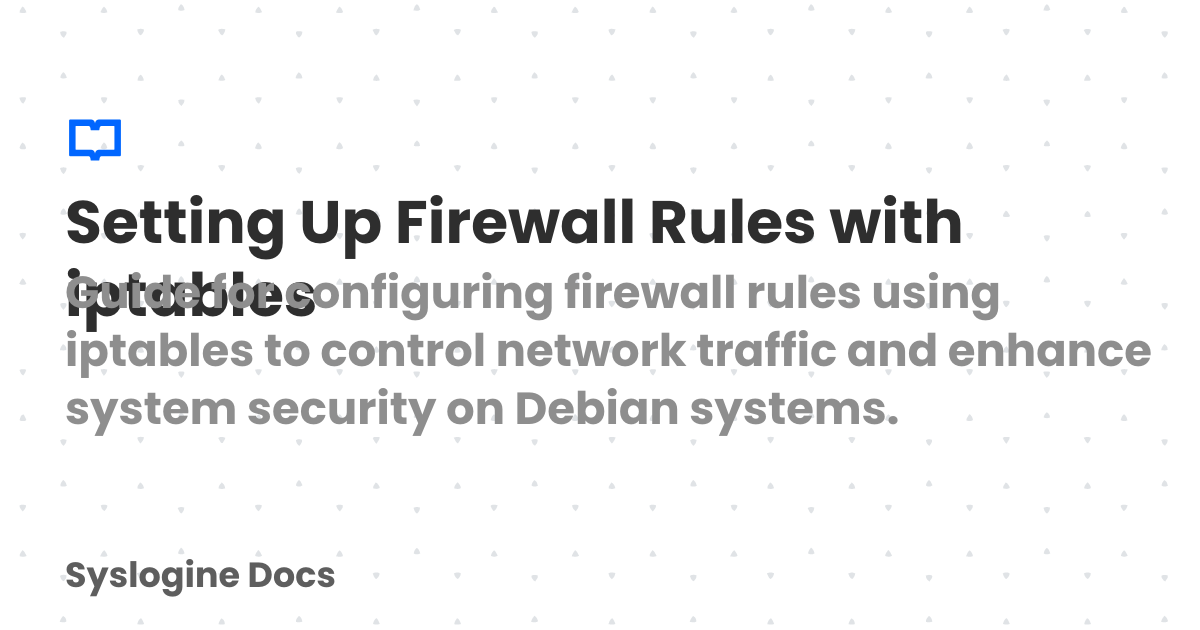 Setting Up Firewall Rules with
iptables
Guide for configuring firewall rules using
iptables to control network traffic and enhance
system security on Debian systems.
Syslogine Docs